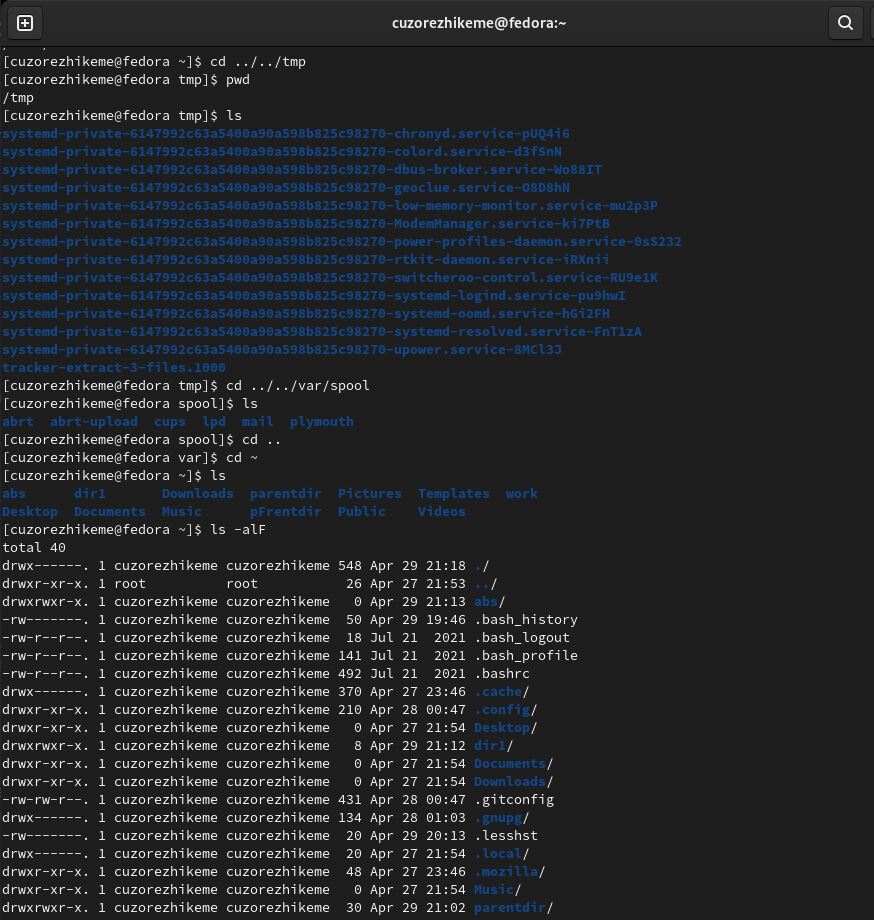 cuzorezhikeme@fedora:~
[cuzorezhikeme@fedora ~]$ cd ../../tmp
[cuzorezhikeme@fedora tmp]$ pwd
/tmp
[cuzorezhikeme@fedora tmp]$ ls
systemd-private-6147992c63a5400a90a598b825c98270-chronyd.service-pUQ4i6
systemd-private-6147992c63a5400a90a598b825c98270-colord.service-d3fSnN
systemd-private-6147992c63a5400a90a598b825c98270-dbus-broker.service-Wo88IT
systemd-private-6147992c63a5400a90a598b825c98270-geoclue.service-O8D8hN
systemd-private-6147992c63a5400a90a598b825c98270-low-memory-monitor.service-mu2p3P
systemd-private-6147992c63a5400a90a598b825c98270-ModemManager.service-ki7PtB
systemd-private-6147992c63a5400a90a598b825c98270-power-profiles-daemon.service-0sS232
systemd-private-6147992c63a5400a90a598b825c98270-rtkit-daemon.service-iRXnii
systemd-private-6147992c63a5400a90a598b825c98270-switcheroo-control.service-RU9e1K
systemd-private-6147992c63a5400a90a598b825c98270-systemd-logind.service-pu9hwI
systemd-private-6147992c63a5400a90a598b825c98270-systemd-oomd.service-hGi2FH
systemd-private-6147992c63a5400a90a598b825c98270-systemd-resolved.service-FnT1zA
systemd-private-6147992c63a5400a90a598b825c98270-upower.service-8MCl3J
tracker-extract-3-files.1000
[cuzorezhikeme@fedora tmp]$ cd ../../var/spool
[cuzorezhikeme@fedora spool]$ ls
abrt  abrt-upload  cups  lpd  mail  plymouth
[cuzorezhikeme@fedora spool]$ cd ..
[cuzorezhikeme@fedora var]$ cd ~
[cuzorezhikeme@fedora ~]$ ls
abs      dir1       Downloads  parentdir  Pictures  Templates  work
Desktop  Documents  Music      pFrentdir  Public    Videos
[cuzorezhikeme@fedora ~]$ ls -alF
total 40
drwx------. 1 cuzorezhikeme cuzorezhikeme 548 Apr 29 21:18 ./
drwxr-xr-x. 1 root          root           26 Apr 27 21:53 ../
drwxrwxr-x. 1 cuzorezhikeme cuzorezhikeme   0 Apr 29 21:13 abs/
-rw-------. 1 cuzorezhikeme cuzorezhikeme  50 Apr 29 19:46 .bash_history
-rw-r--r--. 1 cuzorezhikeme cuzorezhikeme  18 Jul 21  2021 .bash_logout
-rw-r--r--. 1 cuzorezhikeme cuzorezhikeme 141 Jul 21  2021 .bash_profile
-rw-r--r--. 1 cuzorezhikeme cuzorezhikeme 492 Jul 21  2021 .bashrc
drwx------. 1 cuzorezhikeme cuzorezhikeme 370 Apr 27 23:46 .cache/
drwxr-xr-x. 1 cuzorezhikeme cuzorezhikeme 210 Apr 28 00:47 .config/
drwxr-xr-x. 1 cuzorezhikeme cuzorezhikeme   0 Apr 27 21:54 Desktop/
drwxrwxr-x. 1 cuzorezhikeme cuzorezhikeme   8 Apr 29 21:12 dir1/
drwxr-xr-x. 1 cuzorezhikeme cuzorezhikeme   0 Apr 27 21:54 Documents/
drwxr-xr-x. 1 cuzorezhikeme cuzorezhikeme   0 Apr 27 21:54 Downloads/
-rw-rw-r--. 1 cuzorezhikeme cuzorezhikeme 431 Apr 28 00:47 .gitconfig
drwx------. 1 cuzorezhikeme cuzorezhikeme 134 Apr 28 01:03 .gnupg/
-rw-------. 1 cuzorezhikeme cuzorezhikeme  20 Apr 29 20:13 .lesshst
drwx------. 1 cuzorezhikeme cuzorezhikeme  20 Apr 27 21:54 .local/
drwxr-xr-x. 1 cuzorezhikeme cuzorezhikeme  48 Apr 27 23:46 .mozilla/
drwxr-xr-x. 1 cuzorezhikeme cuzorezhikeme   0 Apr 27 21:54 Music/
drwxrwxr-x. 1 cuzorezhikeme cuzorezhikeme  30 Apr 29 21:02 parentdir/